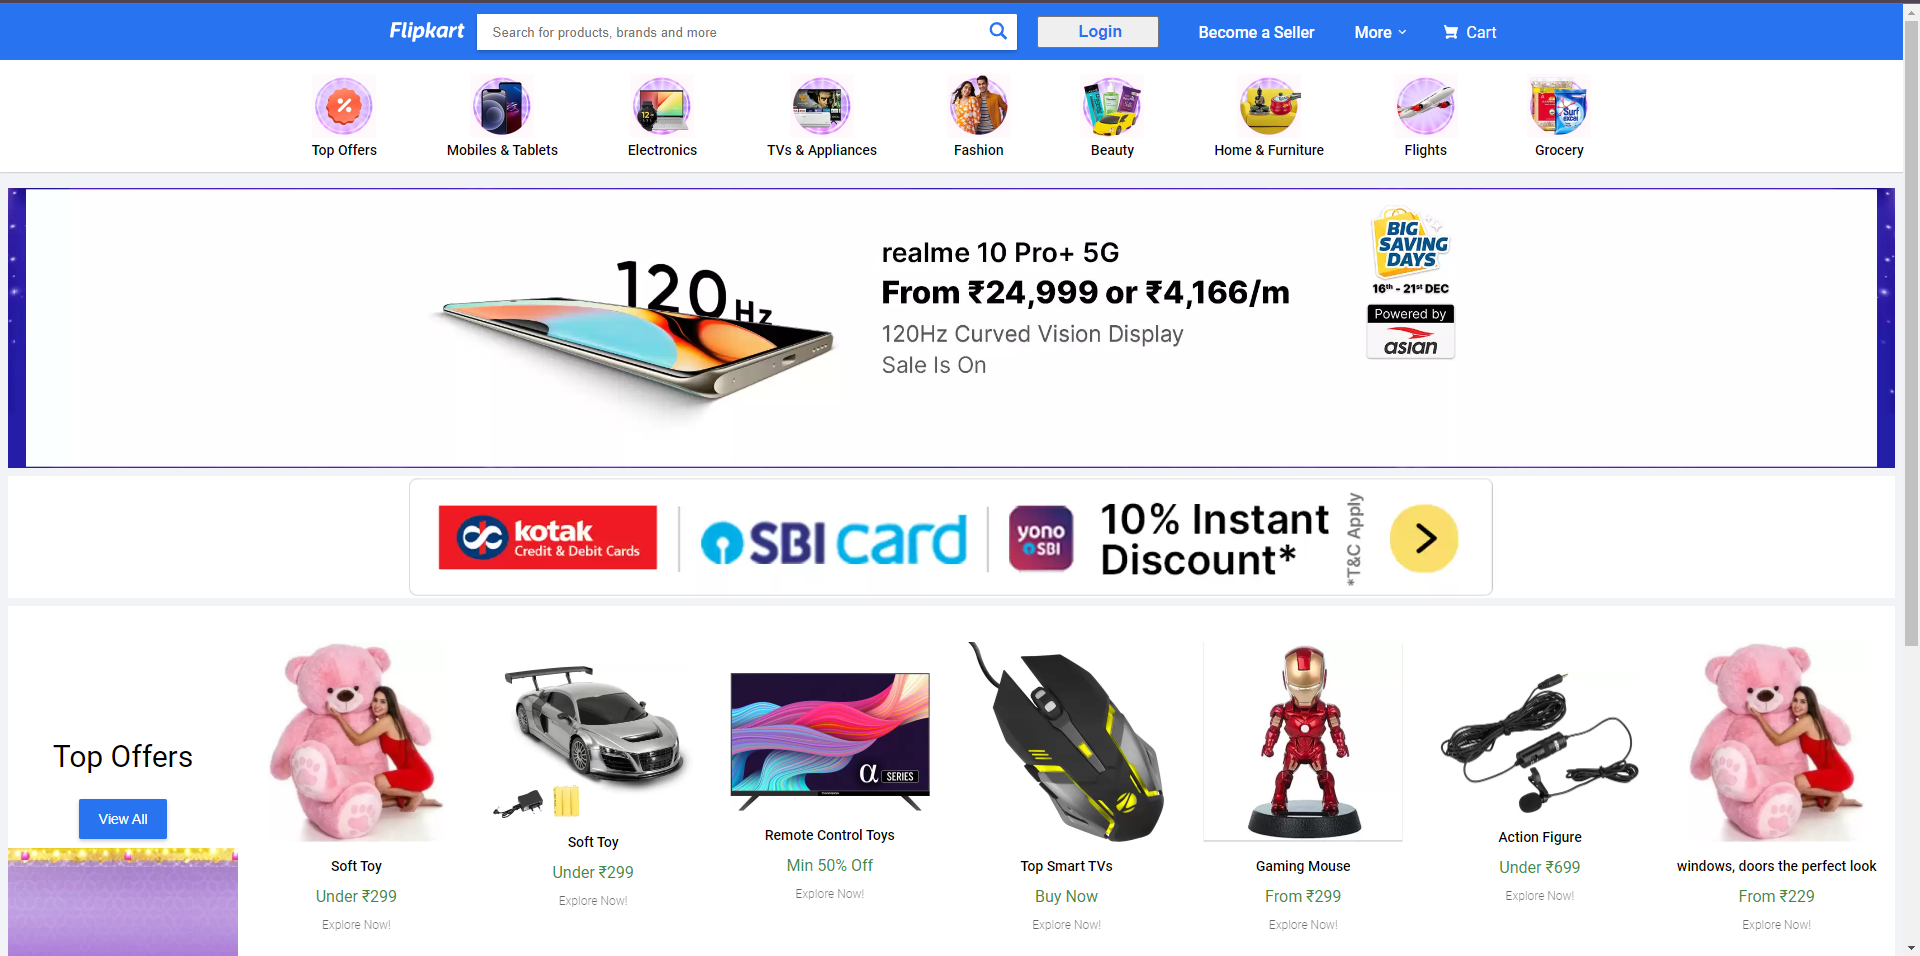 Flipkart
Search for products, brands and more
Login
Become a Seller
More
Cart
Top Offers
Mobiles & Tablets
Electronics
TVs & Appliances
Fashion
Beauty
Home & Furniture
Flights
Grocery
120Hz
realme 10 Pro+ 5G
From ₹24,999 or ₹4,166/m
120Hz Curved Vision Display
Sale Is On
BIG
SAVING
DAYS
16th - 21st DEC
Powered by
asian
kotak
Credit & Debit Cards
SBI card
yono
SBI
10% Instant
Discount*
*T&C Apply
Top Offers
View All
Soft Toy
Under ₹299
Explore Now!
Soft Toy
Under ₹299
Explore Now!
α SERIES
Remote Control Toys
Min 50% Off
Explore Now!
Top Smart TVs
Buy Now
Explore Now!
Gaming Mouse
From ₹299
Explore Now!
Action Figure
Under ₹699
Explore Now!
windows, doors the perfect look
From ₹229
Explore Now!